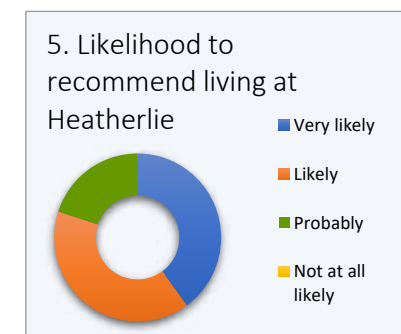 5. Likelihood to
recommend living at
Heatherlie
Very likely
Likely
Probably
Not at all
likely